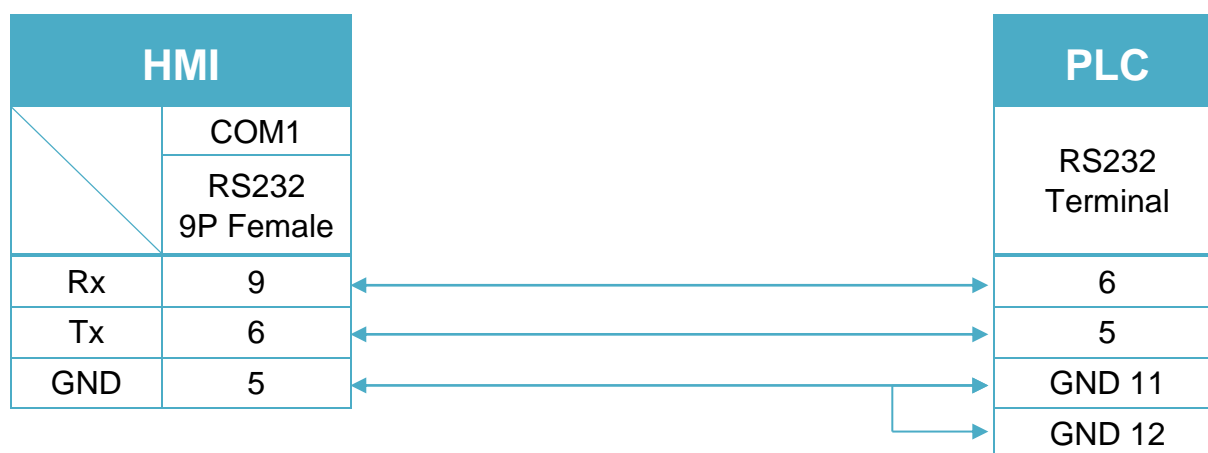 HMI
PLC
COM1
RS232
9P Female
RS232
Terminal
Rx 9 6
Tx 6 5
GND 5 GND 11
GND 12